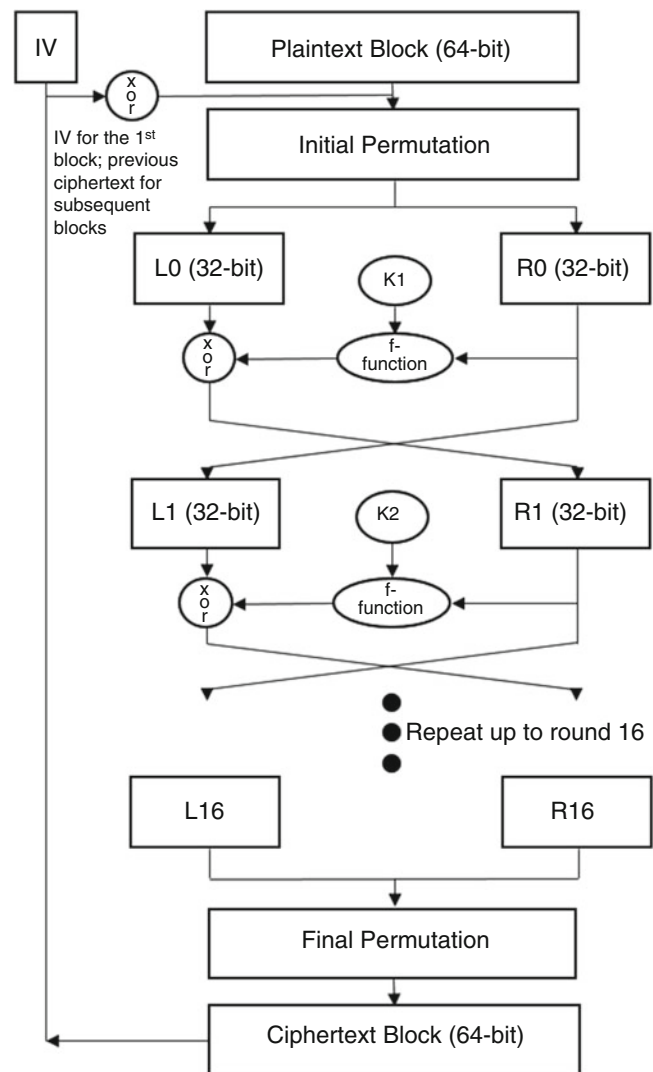 IV
Plaintext Block (64-bit)
x
o
r
IV for the 1st
block; previous
ciphertext for
subsequent
blocks
Initial Permutation
L0 (32-bit)
K1
R0 (32-bit)
x
o
r
f-
function
L1 (32-bit)
K2
R1 (32-bit)
x
o
r
f-
function
Repeat up to round 16
L16
R16
Final Permutation
Ciphertext Block (64-bit)